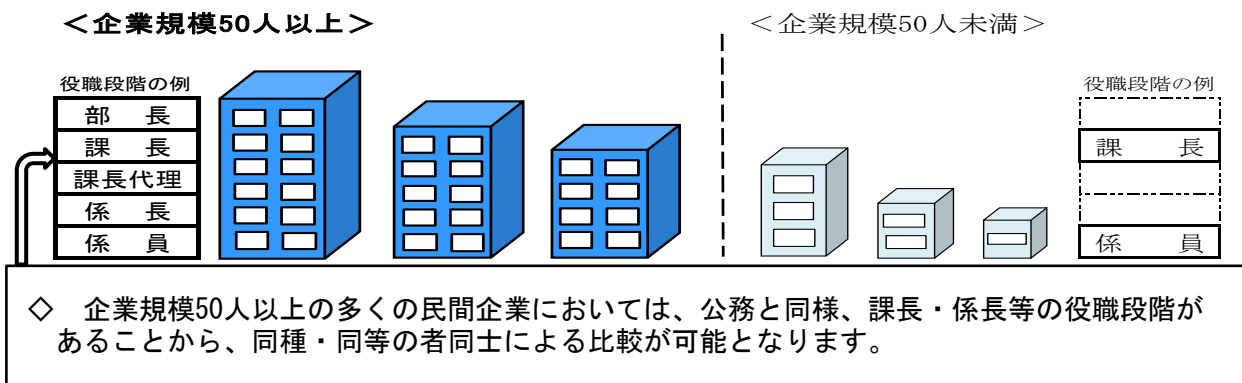 ＜企業規模50人以上＞
＜企業規模50人未満＞
役職段階の例
部　長
課　長
課長代理
係　長
係　員
役職段階の例
課　　長
係　　員
◇　企業規模50人以上の多くの民間企業においては、公務と同様、課長・係長等の役職段階が
あることから、同種・同等の者同士による比較が可能となります。